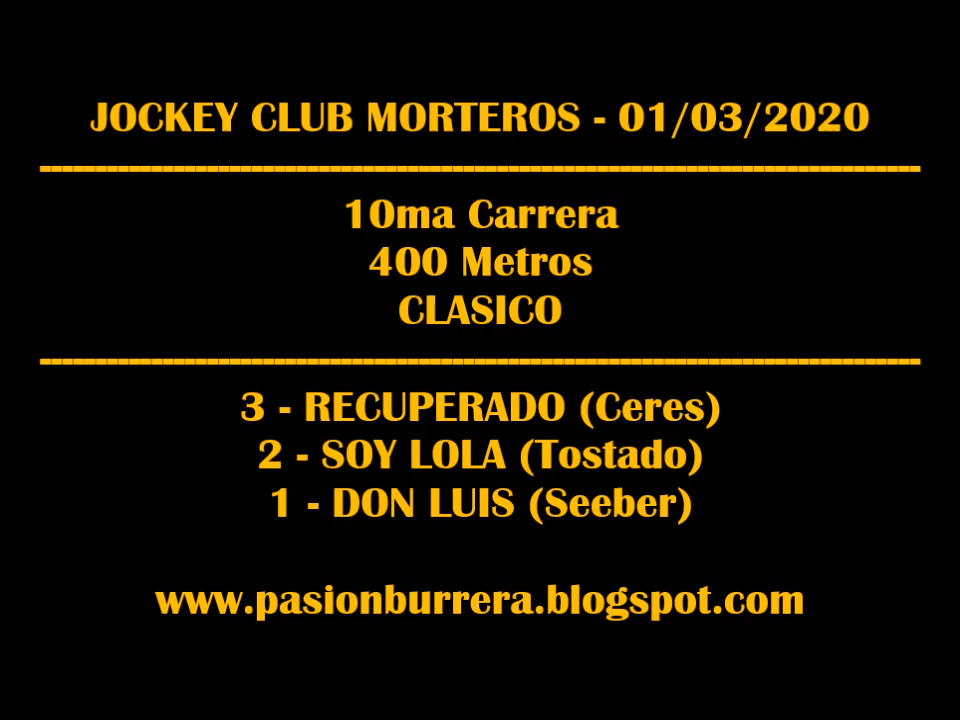 JOCKEY CLUB MORTEROS - 01/03/2020
--------------------------------------------------------------------------------
10ma Carrera
400 Metros
CLASICO
--------------------------------------------------------------------------------
3 - RECUPERADO (Ceres)
2 - SOY LOLA (Tostado)
1 - DON LUIS (Seeber)
www.pasionburrera.blogspot.com